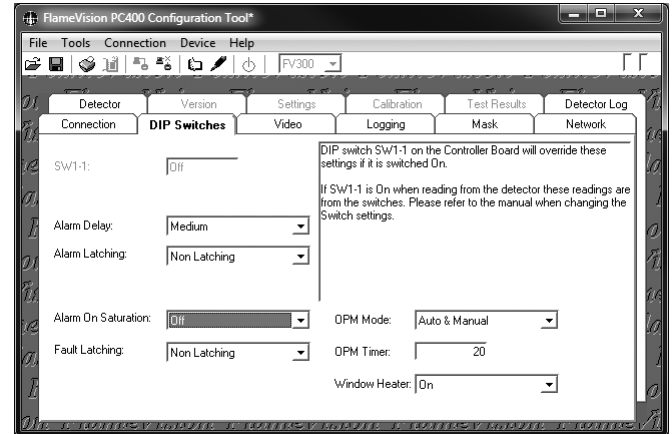 FlameVision PC400 Configuration Tool*
File Tools Connection Device Help
FV300
Detector Version Settings Calibration Test Results Detector Log
Connection DIP Switches Video Logging Mask Network
DIP switch SW1-1 on the Controller Board will override these
settings if it is switched On.
If SW1-1 is On when reading from the detector these readings are
from the switches. Please refer to the manual when changing the
Switch settings.
SW1-1: Off
Alarm Delay: Medium
Alarm Latching: Non Latching
Alarm On Saturation: Off
OPM Mode: Auto & Manual
Fault Latching: Non Latching
OPM Timer: 20
Window Heater: On